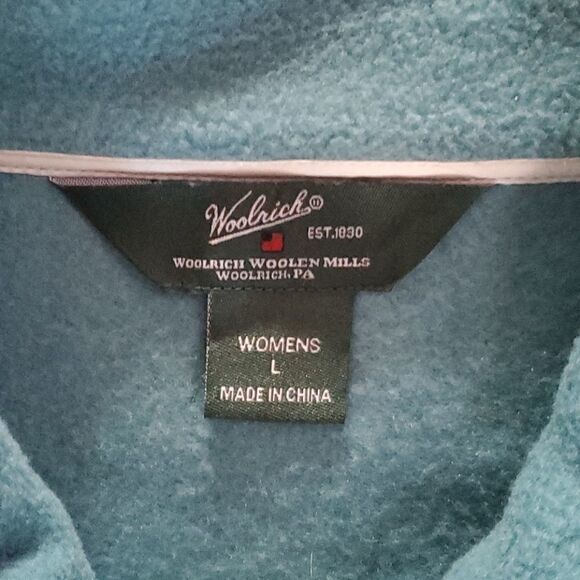 Woolrich®
EST.1830
WOOLRICH WOOLEN MILLS
WOOLRICH, PA
WOMENS
L
MADE IN CHINA